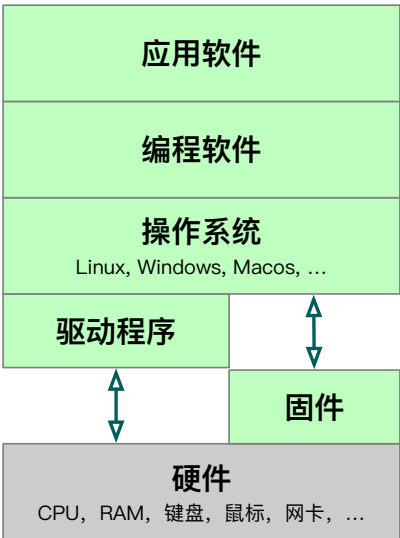 应用软件
编程软件
操作系统
Linux, Windows, Macos, …
驱动程序
固件
硬件
CPU，RAM，键盘，鼠标，网卡，…